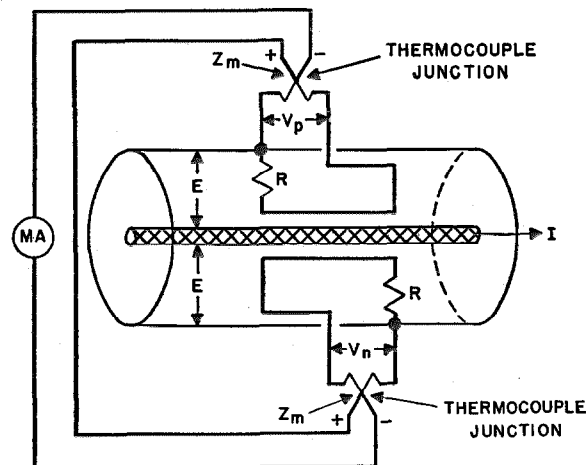 + -
Zm
THERMOCOUPLE
JUNCTION
Vp
E
R
MA
I
E
R
Vn
Zm
+ -
THERMOCOUPLE
JUNCTION